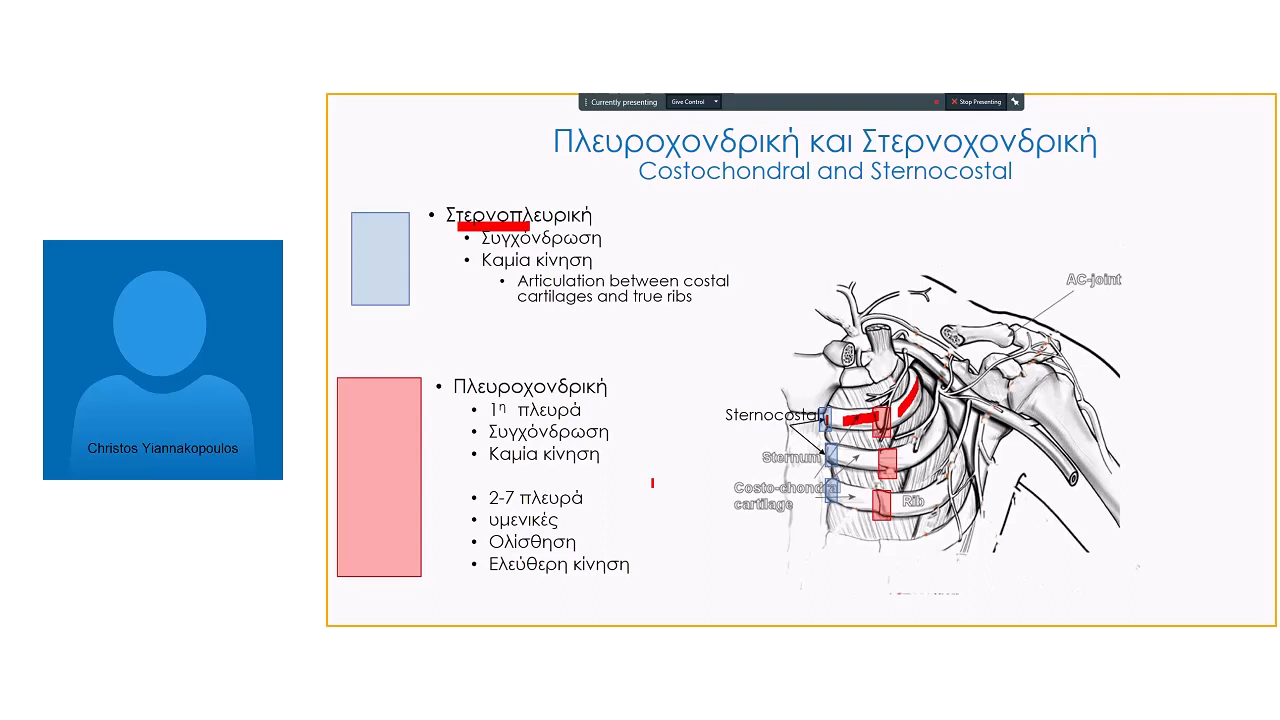 Currently presenting
Give Control
Stop Presenting
Πλευροχονδρική και Στερνοχονδρική
Costochondral and Sternocostal
• Στερνοπλευρική
• Συγχόνδρωση
• Καμία κίνηση
• Articulation between costal
cartilages and true ribs
• Πλευροχονδρική
• 1η πλευρά
• Συγχόνδρωση
• Καμία κίνηση
• 2-7 πλευρά
• υμενικές
• Ολίσθηση
• Ελεύθερη κίνηση
AC-joint
Sternocostal
Sternum
Costo-chondral
cartilage
Rib
Christos Yiannakopoulos